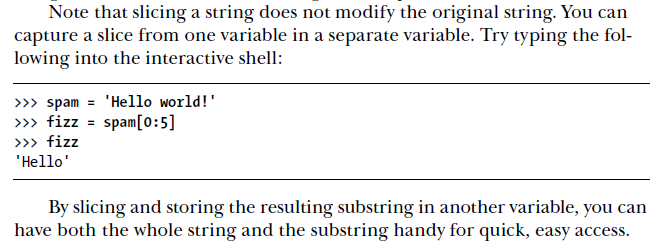 Note that slicing a string does not modify the original string. You can
capture a slice from one variable in a separate variable. Try typing the fol-
lowing into the interactive shell:
>>> spam = 'Hello world!'
>>> fizz = spam[0:5]
>>> fizz
'Hello'
By slicing and storing the resulting substring in another variable, you can
have both the whole string and the substring handy for quick, easy access.